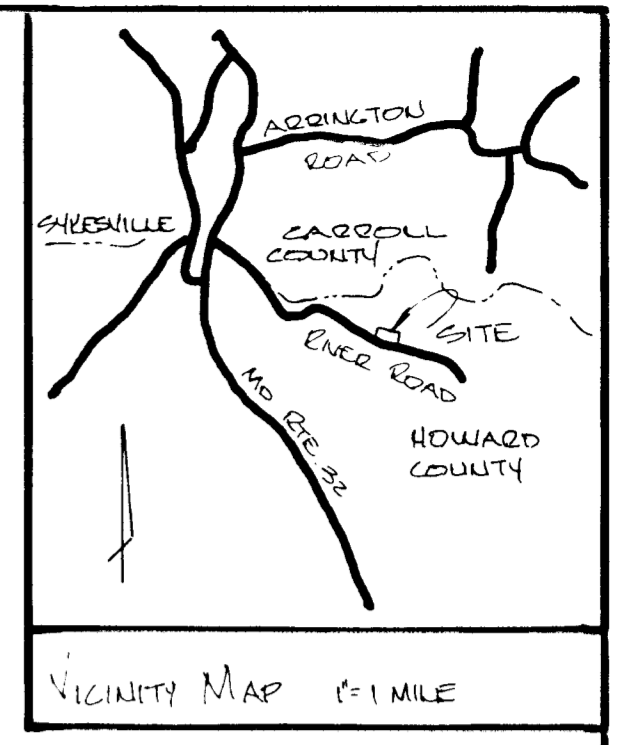 ARRINGTON
ROAD
SYKESVILLE
CARROLL
COUNTY
SITE
RIVER ROAD
MD RTE. 32
HOWARD
COUNTY
VICINITY MAP 1"= 1 MILE